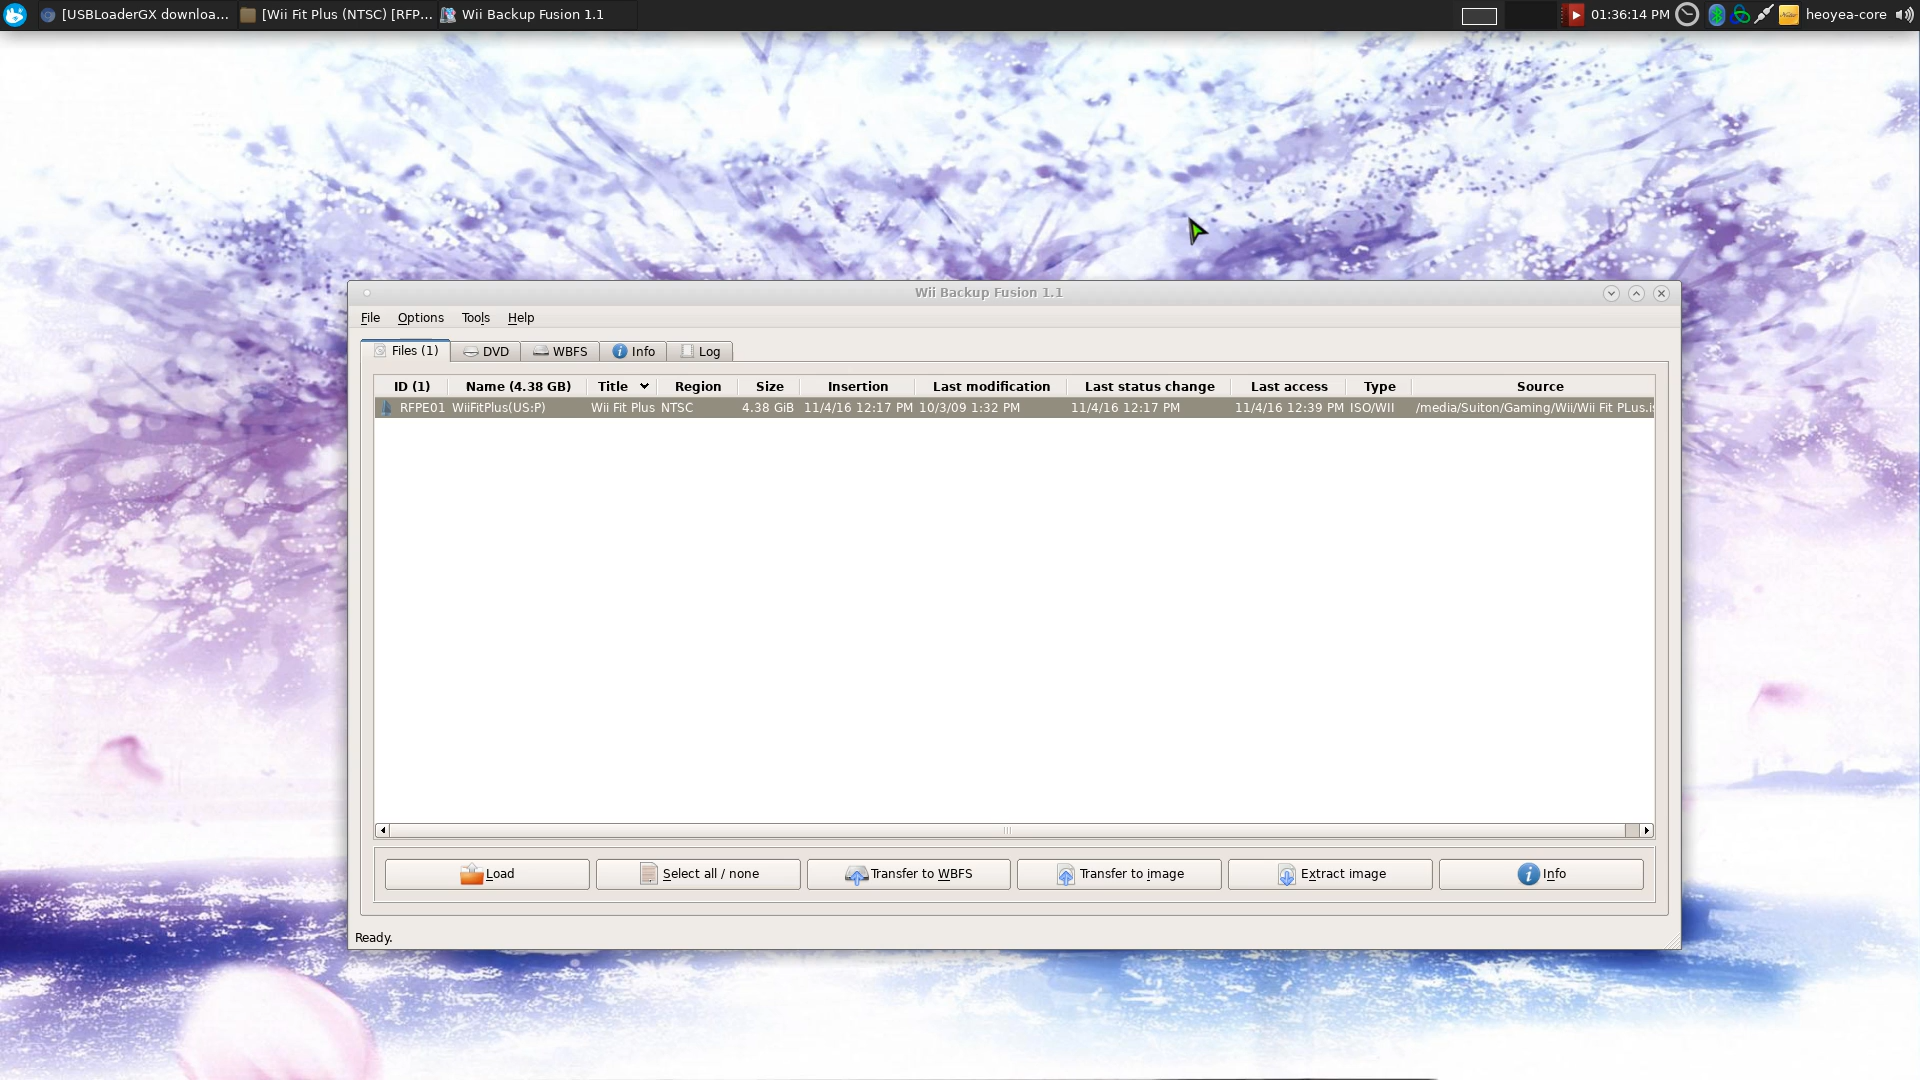 [USBLoaderGX downloa... [Wii Fit Plus (NTSC) [RFP... Wii Backup Fusion 1.1 01:36:14 PM heoyea-core
Wii Backup Fusion 1.1
File Options Tools Help
Files (1) DVD WBFS Info Log
ID (1) Name (4.38 GB) Title Region Size Insertion Last modification Last status change Last access Type Source
RFPE01 WiiFitPlus(US:P) Wii Fit Plus NTSC 4.38 GiB 11/4/16 12:17 PM 10/3/09 1:32 PM 11/4/16 12:17 PM 11/4/16 12:39 PM ISO/WII /media/Suiton/Gaming/Wii/Wii Fit PLus.is
Load Select all / none Transfer to WBFS Transfer to image Extract image Info
Ready.